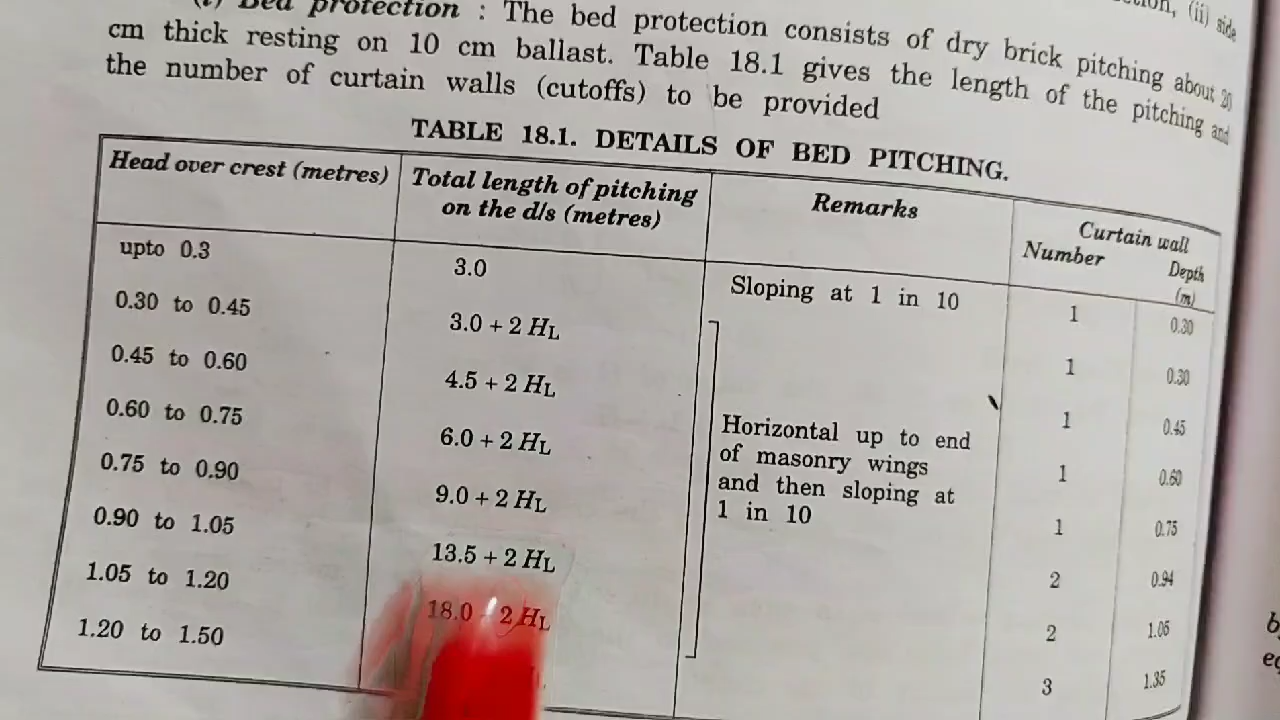 (i) Bed protection : The bed protection consists of dry brick pitching about 20
cm thick resting on 10 cm ballast. Table 18.1 gives the length of the pitching and
the number of curtain walls (cutoffs) to be provided
TABLE 18.1. DETAILS OF BED PITCHING.
Head over crest (metres) Total length of pitching on the d/s (metres) Remarks Curtain wall Number Depth (m)
upto 0.3 3.0 Sloping at 1 in 10 1 0.30
0.30 to 0.45 3.0 + 2 HL 1 0.30
0.45 to 0.60 4.5 + 2 HL 1 0.45
0.60 to 0.75 6.0 + 2 HL Horizontal up to end 1 0.60
0.75 to 0.90 9.0 + 2 HL of masonry wings 1 0.75
0.90 to 1.05 13.5 + 2 HL and then sloping at 2 0.94
1.05 to 1.20 18.0 2 HL 1 in 10 2 1.05
1.20 to 1.50 3 1.35